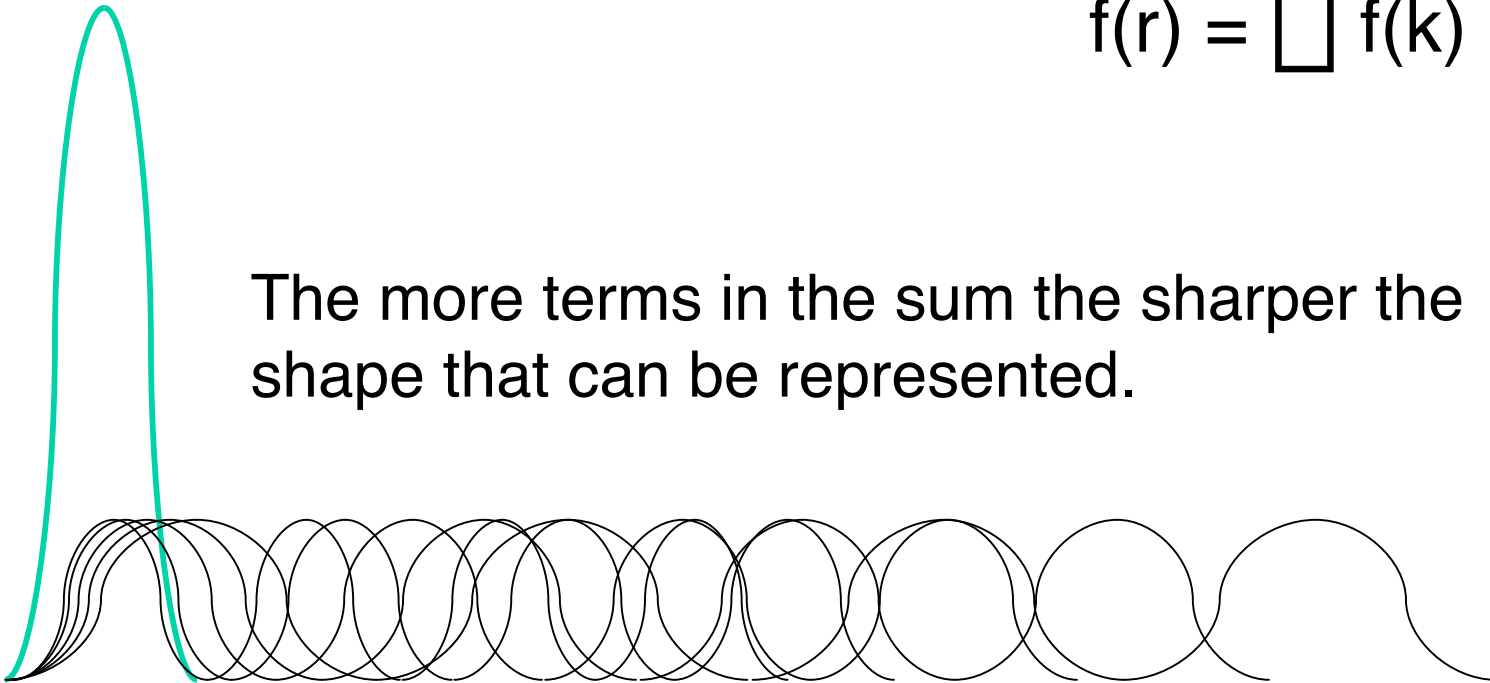 f(r) = □ f(k)
The more terms in the sum the sharper the
shape that can be represented.